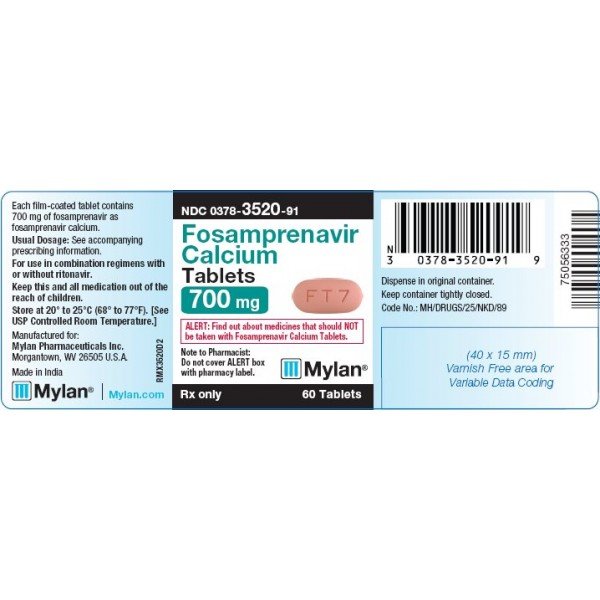 Each film-coated tablet contains
700 mg of fosamprenavir as
fosamprenavir calcium.
Usual Dosage: See accompanying
prescribing information.
For use in combination regimens with
or without ritonavir.
Keep this and all medication out of the
reach of children.
Store at 20° to 25°C (68° to 77°F). [See
USP Controlled Room Temperature.]
Manufactured for:
Mylan Pharmaceuticals Inc.
Morgantown, WV 26505 U.S.A.
Made in India
Mylan® Mylan.com
RMX3520D2
NDC 0378-3520-91
Fosamprenavir
Calcium
Tablets
700 mg
FT7
ALERT: Find out about medicines that should NOT
be taken with Fosamprenavir Calcium Tablets.
Note to Pharmacist:
Do not cover ALERT box
with pharmacy label.
Mylan®
Rx only 60 Tablets
N
3 0378-3520-91 9
Dispense in original container.
Keep container tightly closed.
Code No.: MH/DRUGS/25/NKD/89
(40 x 15 mm)
Varnish Free area for
Variable Data Coding
75056333